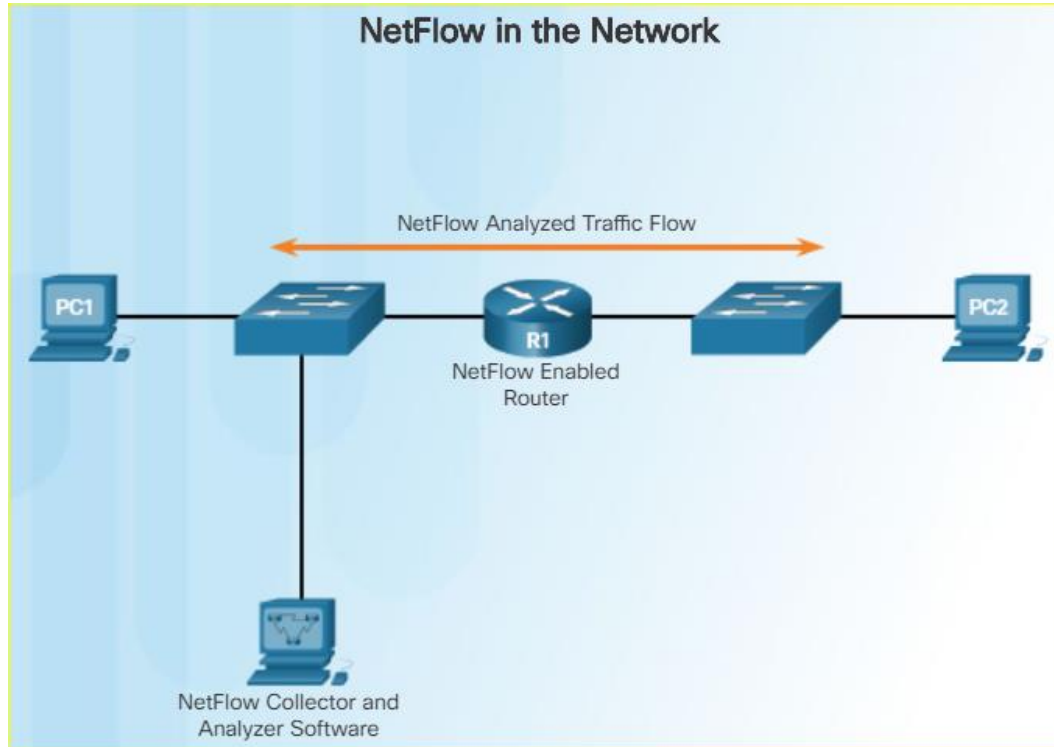 NetFlow in the Network
NetFlow Analyzed Traffic Flow
PC1
R1
PC2
NetFlow Enabled
Router
NetFlow Collector and
Analyzer Software